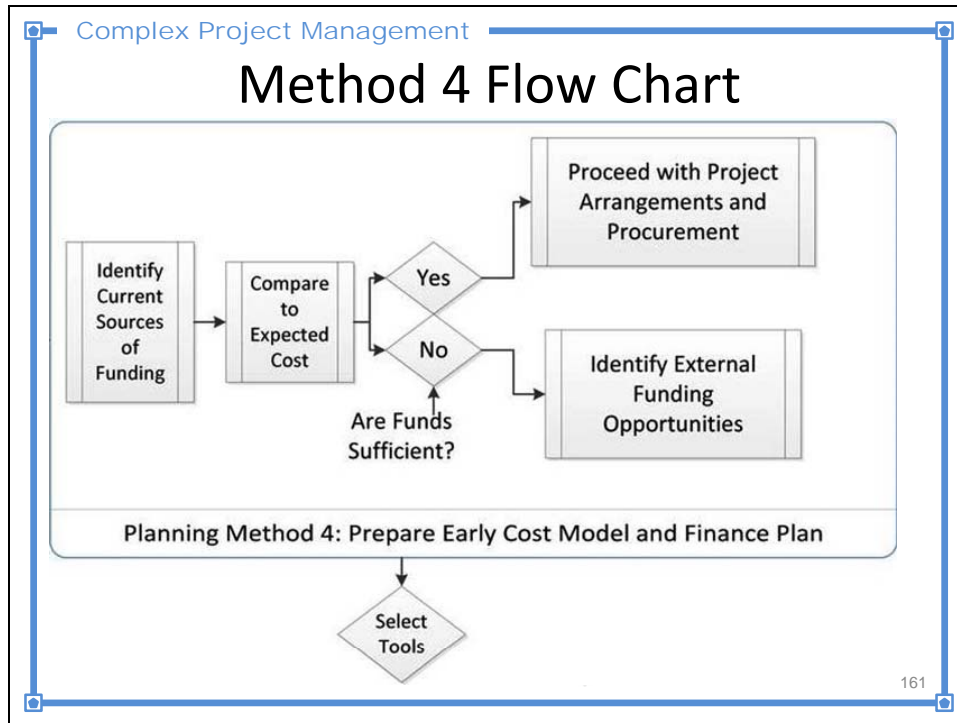 Complex Project Management
Method 4 Flow Chart
Identify
Current
Sources
of
Funding
Compare
to
Expected
Cost
Yes
No
Are Funds
Sufficient?
Proceed with Project
Arrangements and
Procurement
Identify External
Funding
Opportunities
Planning Method 4: Prepare Early Cost Model and Finance Plan
Select
Tools
161